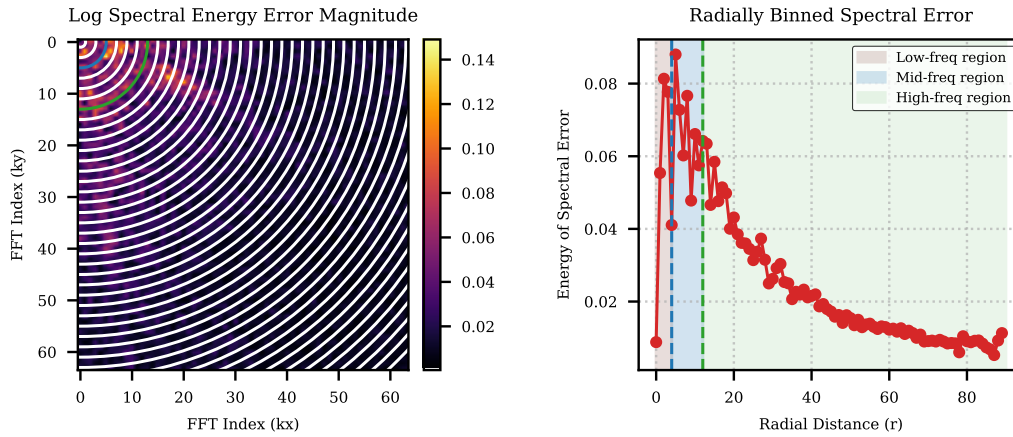 Log Spectral Energy Error Magnitude
0
10
20
30
40
50
60
FFT Index (ky)
0 10 20 30 40 50 60
FFT Index (kx)
0.14
0.12
0.10
0.08
0.06
0.04
0.02
Radially Binned Spectral Error
Low-freq region
Mid-freq region
High-freq region
0.08
0.06
0.04
0.02
Energy of Spectral Error
0 20 40 60 80
Radial Distance (r)